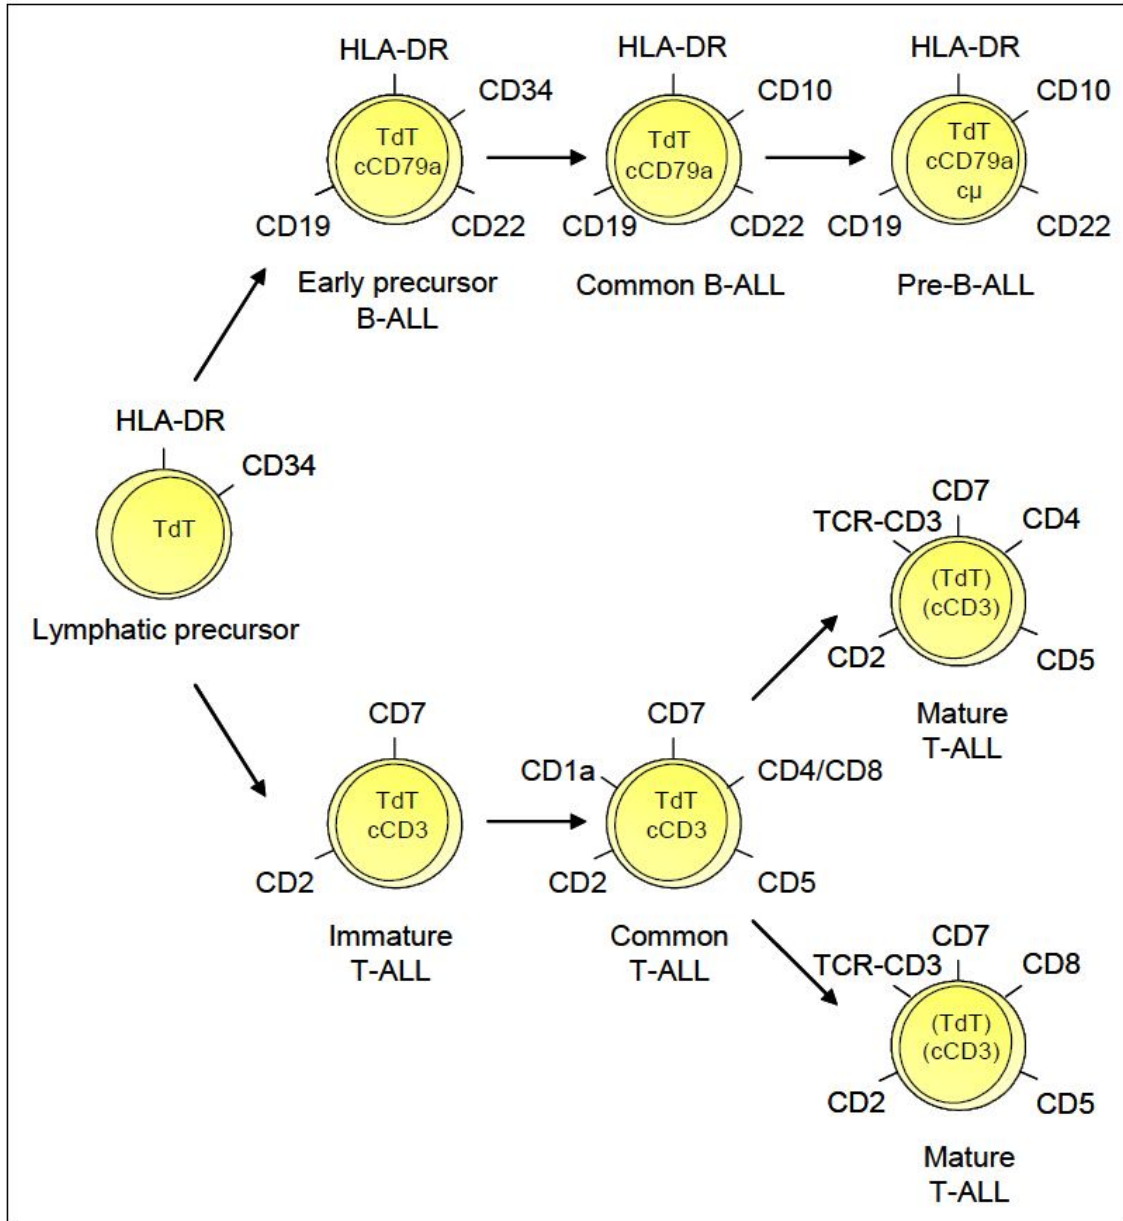 HLA-DR
CD34
TdT
cCD79a
CD19
CD22
Early precursor
B-ALL
HLA-DR
CD10
TdT
cCD79a
CD19
CD22
Common B-ALL
HLA-DR
CD10
TdT
cCD79a
cµ
CD19
CD22
Pre-B-ALL
HLA-DR
CD34
TdT
Lymphatic precursor
CD7
TdT
cCD3
CD2
Immature
T-ALL
CD7
CD1a
CD4/CD8
TdT
cCD3
CD2
CD5
Common
T-ALL
CD7
TCR-CD3
CD4
(TdT)
(cCD3)
CD2
CD5
Mature
T-ALL
CD7
TCR-CD3
CD8
(TdT)
(cCD3)
CD2
CD5
Mature
T-ALL